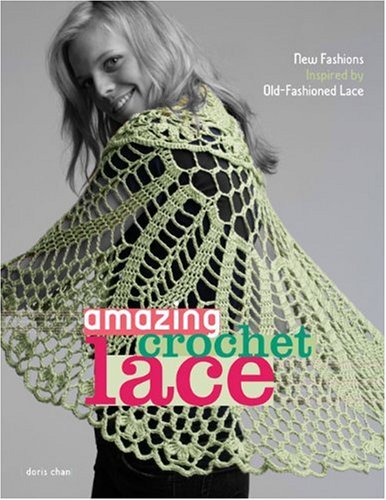 New Fashions
Inspired by
Old-Fashioned Lace
amazing
crochet
lace
[doris chan]